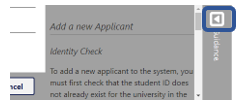 Add a new Applicant
Identity Check
To add a new applicant to the system, you
must first check that the student ID does
not already exist for the university in the
ncel
Guidance